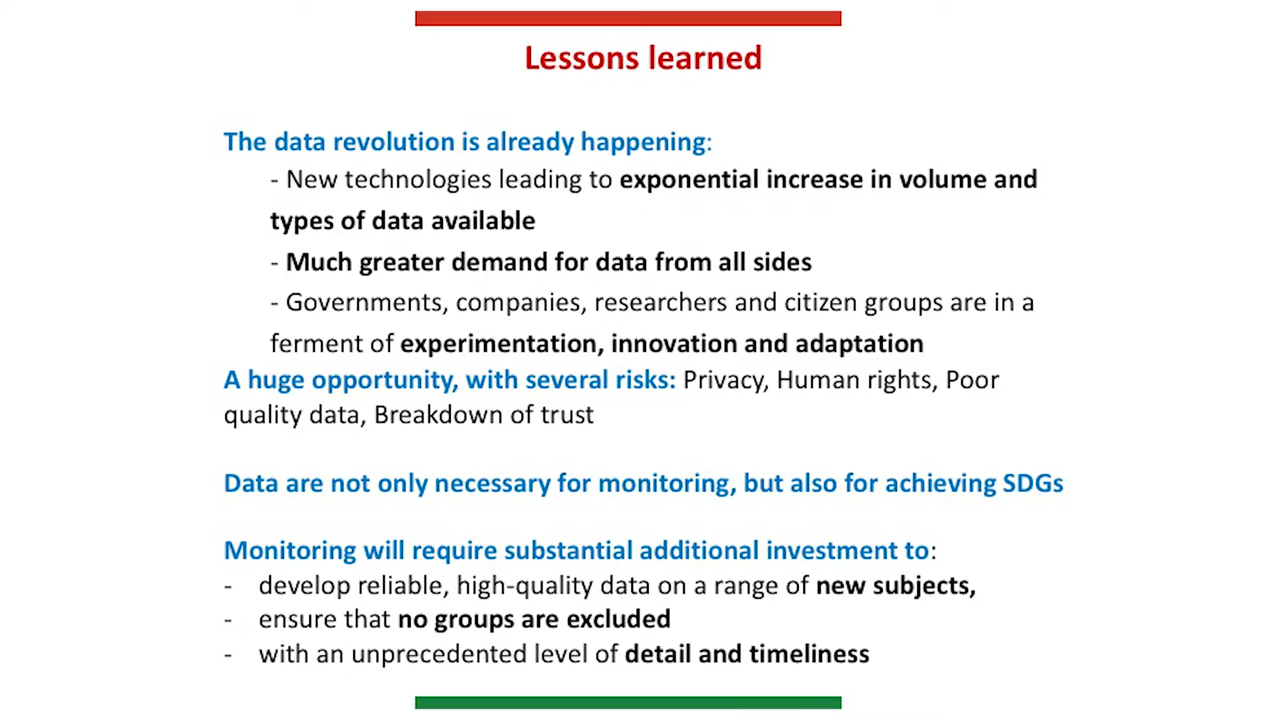 Lessons learned
The data revolution is already happening:
- New technologies leading to exponential increase in volume and
types of data available
- Much greater demand for data from all sides
- Governments, companies, researchers and citizen groups are in a
ferment of experimentation, innovation and adaptation
A huge opportunity, with several risks: Privacy, Human rights, Poor
quality data, Breakdown of trust
Data are not only necessary for monitoring, but also for achieving SDGs
Monitoring will require substantial additional investment to:
- develop reliable, high-quality data on a range of new subjects,
- ensure that no groups are excluded
- with an unprecedented level of detail and timeliness